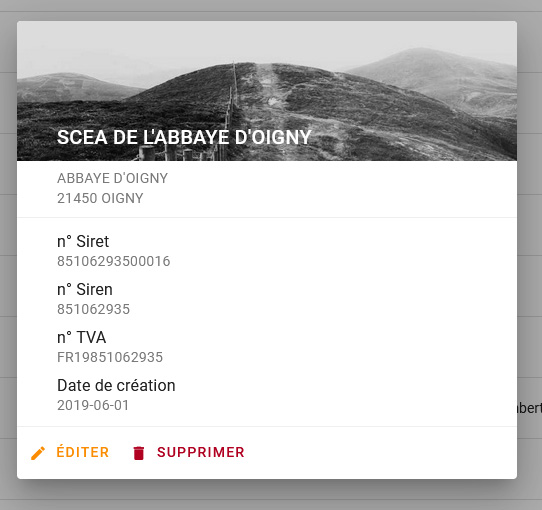 SCEA DE L'ABBAYE D'OIGNY
ABBAYE D'OIGNY
21450 OIGNY
n° Siret
85106293500016
n° Siren
851062935
n° TVA
FR19851062935
Date de création
2019-06-01
ÉDITER SUPPRIMER